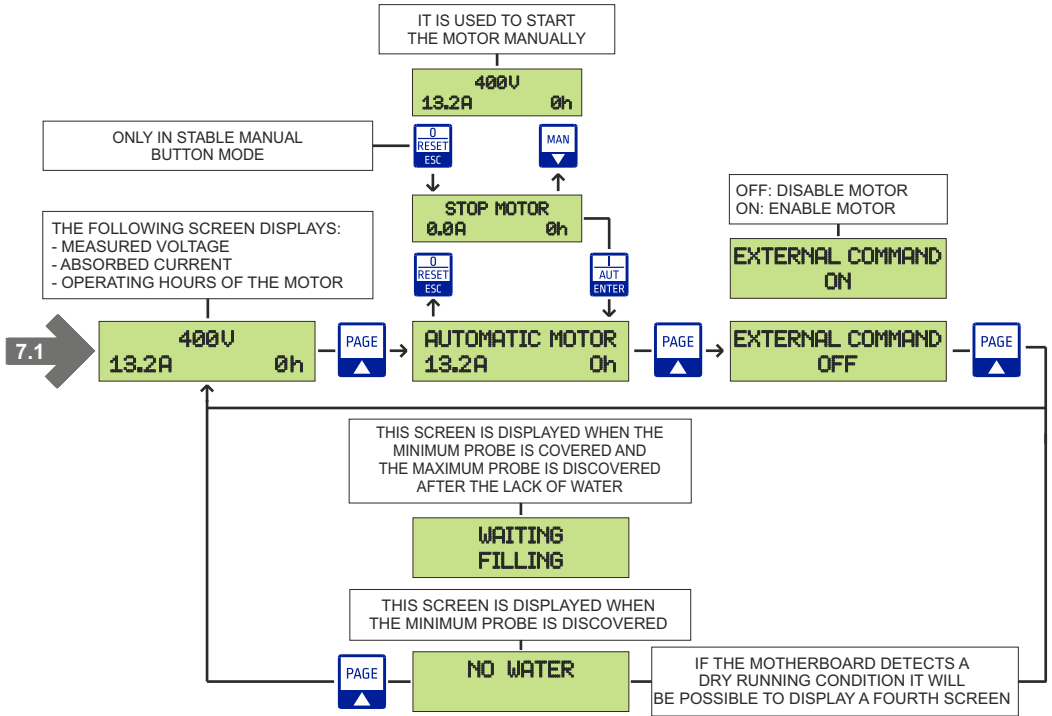 IT IS USED TO START
THE MOTOR MANUALLY
400V
13.2A 0h
ONLY IN STABLE MANUAL
BUTTON MODE
0
RESET
ESC
MAN
STOP MOTOR
0.0A 0h
OFF: DISABLE MOTOR
ON: ENABLE MOTOR
THE FOLLOWING SCREEN DISPLAYS:
- MEASURED VOLTAGE
- ABSORBED CURRENT
- OPERATING HOURS OF THE MOTOR
0
RESET
ESC
I
AUT
ENTER
EXTERNAL COMMAND
ON
7.1
400V
13.2A 0h
PAGE
AUTOMATIC MOTOR
13.2A 0h
PAGE
EXTERNAL COMMAND
OFF
PAGE
THIS SCREEN IS DISPLAYED WHEN THE
MINIMUM PROBE IS COVERED AND
THE MAXIMUM PROBE IS DISCOVERED
AFTER THE LACK OF WATER
WAITING
FILLING
THIS SCREEN IS DISPLAYED WHEN
THE MINIMUM PROBE IS DISCOVERED
PAGE
NO WATER
IF THE MOTHERBOARD DETECTS A
DRY RUNNING CONDITION IT WILL
BE POSSIBLE TO DISPLAY A FOURTH SCREEN